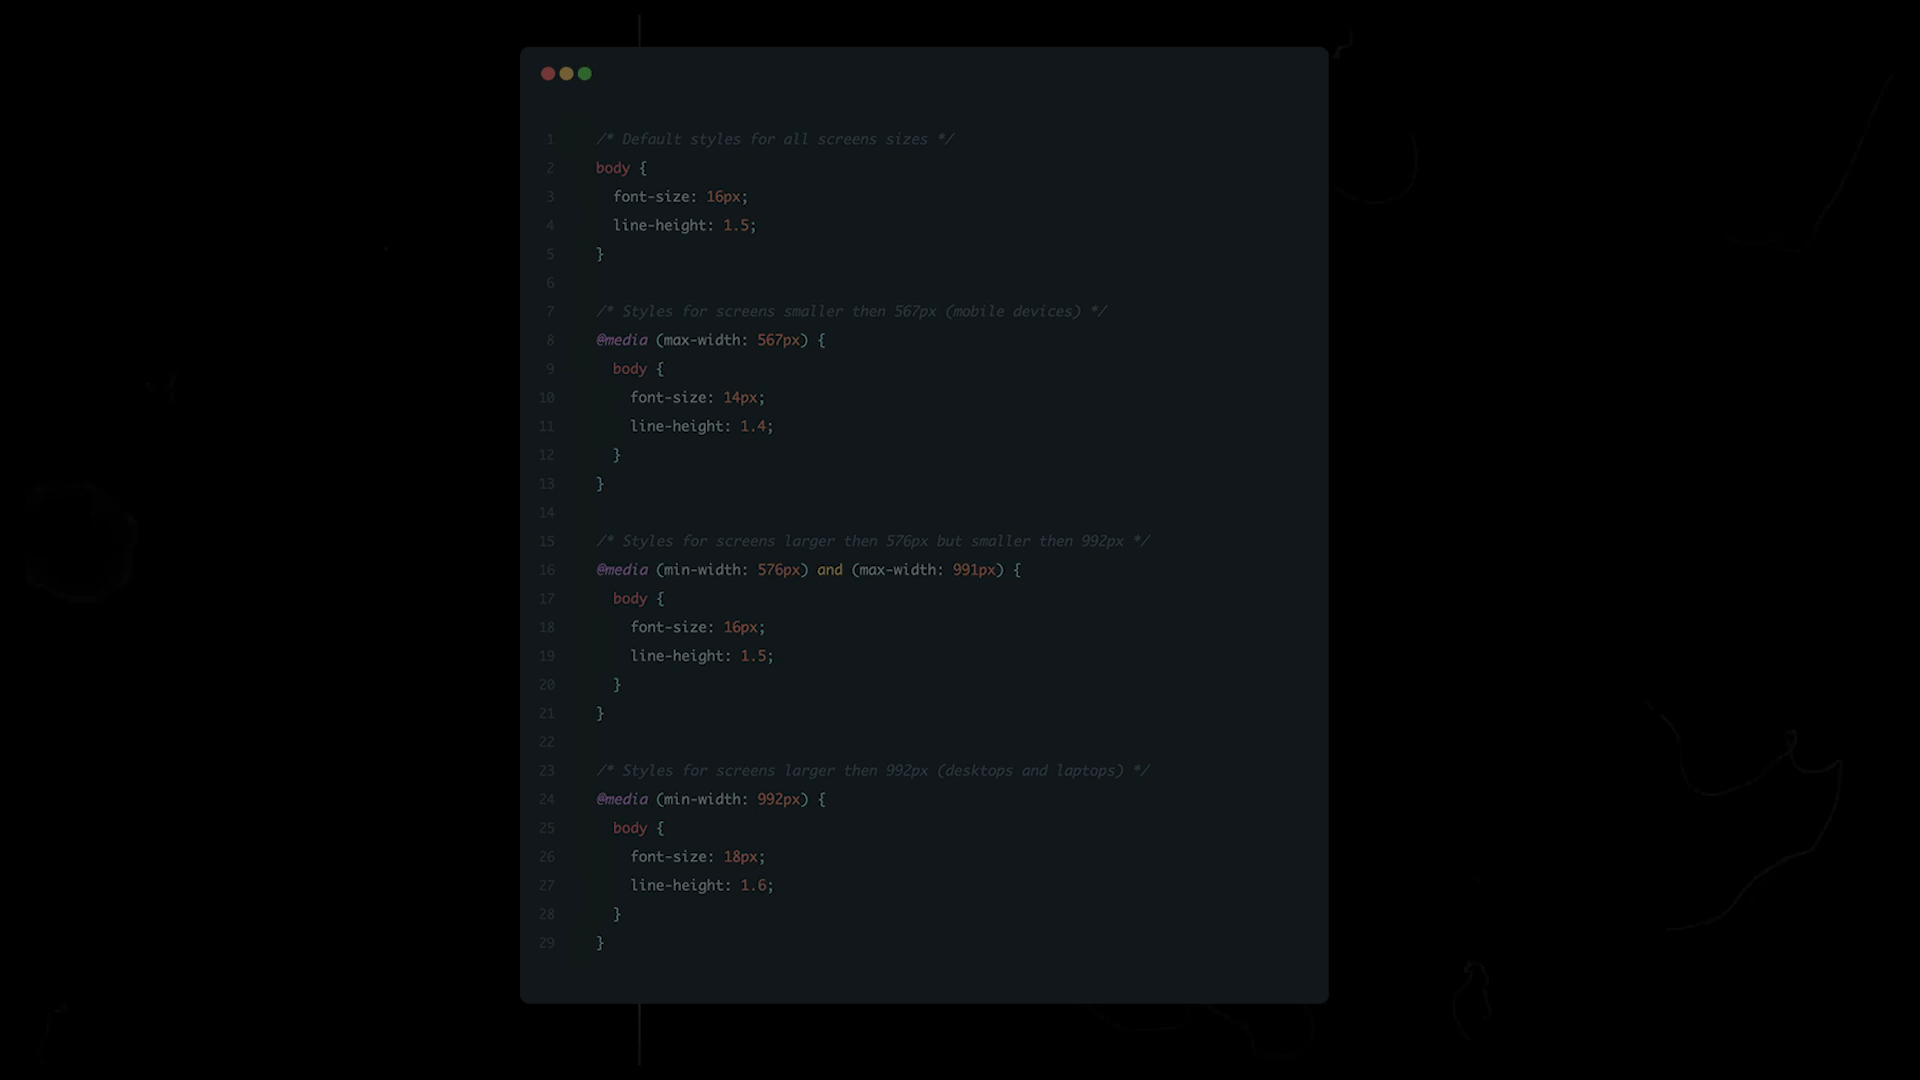 1 /* Default styles for all screens sizes */
2 body {
3 font-size: 16px;
4 line-height: 1.5;
5 }
6
7 /* Styles for screens smaller then 567px (mobile devices) */
8 @media (max-width: 567px) {
9 body {
10 font-size: 14px;
11 line-height: 1.4;
12 }
13 }
14
15 /* Styles for screens larger then 576px but smaller then 992px */
16 @media (min-width: 576px) and (max-width: 991px) {
17 body {
18 font-size: 16px;
19 line-height: 1.5;
20 }
21 }
22
23 /* Styles for screens larger then 992px (desktops and laptops) */
24 @media (min-width: 992px) {
25 body {
26 font-size: 18px;
27 line-height: 1.6;
28 }
29 }